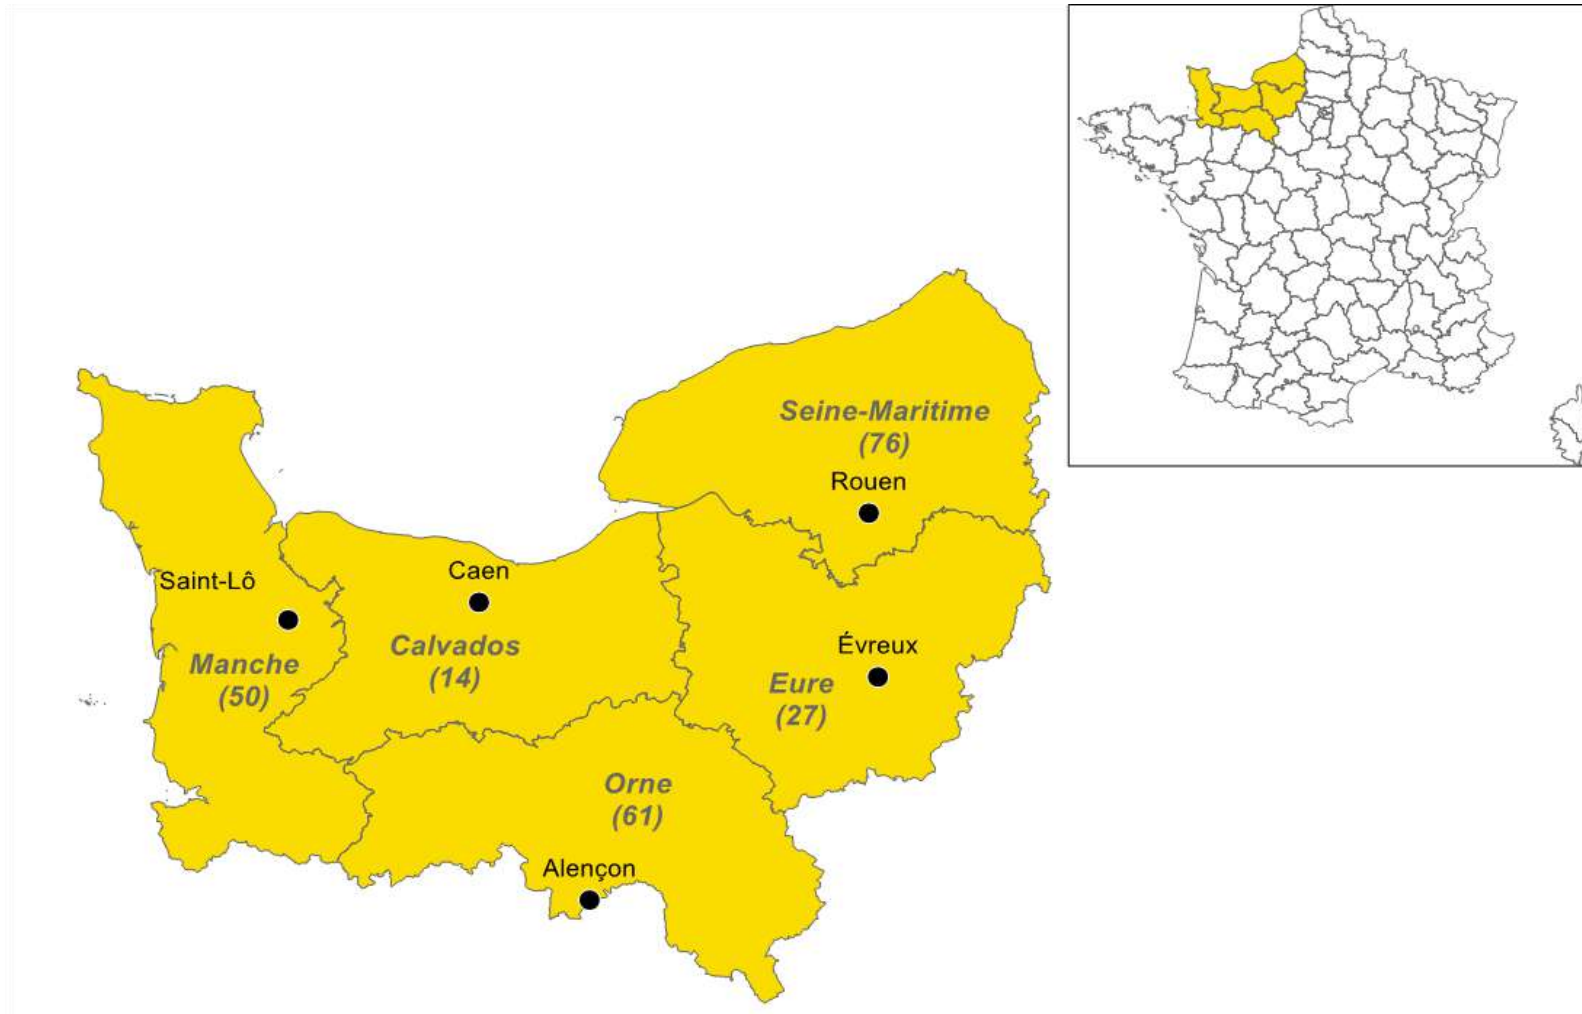 Seine-Maritime
(76)
Rouen
Saint-Lô
Caen
Calvados
(14)
Manche
(50)
Évreux
Eure
(27)
Orne
(61)
Alençon